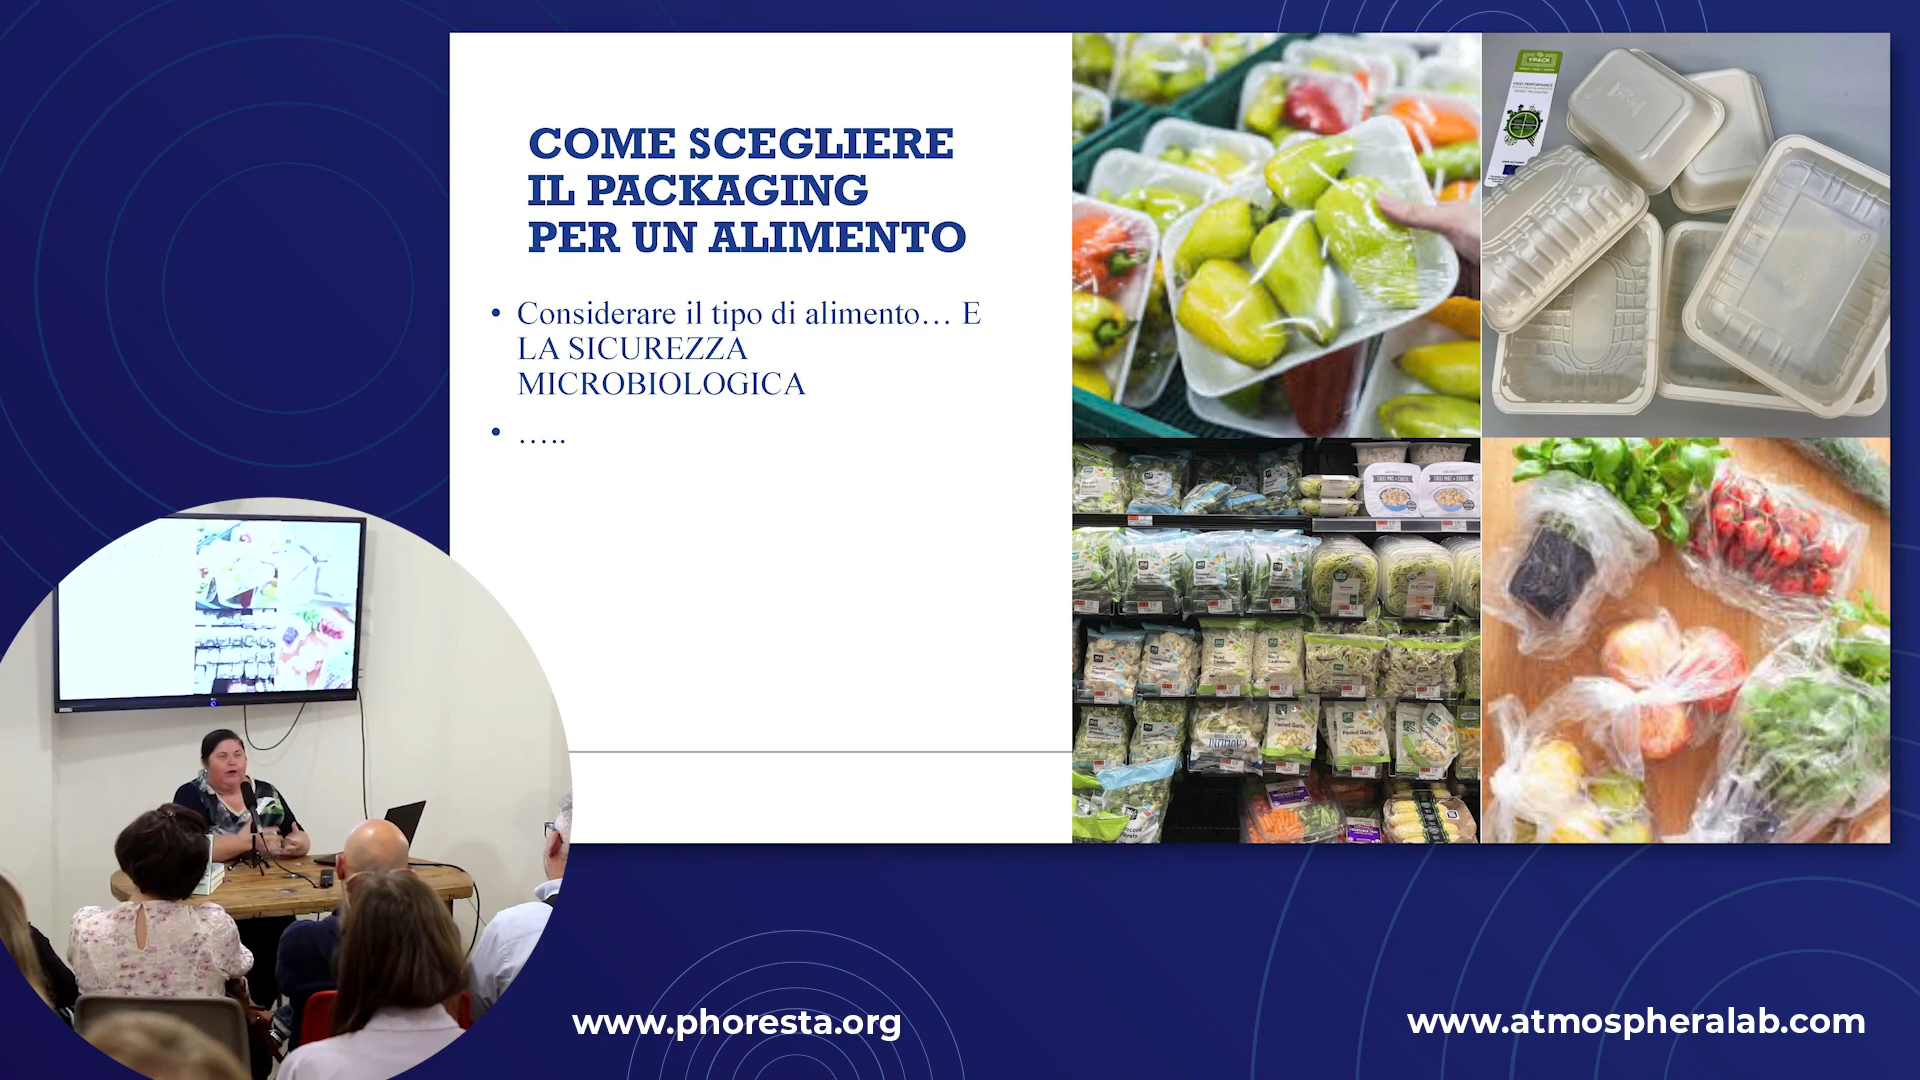 COME SCEGLIERE
IL PACKAGING
PER UN ALIMENTO
• Considerare il tipo di alimento… E
LA SICUREZZA
MICROBIOLOGICA
• …..
www.phoresta.org
www.atmospheralab.com